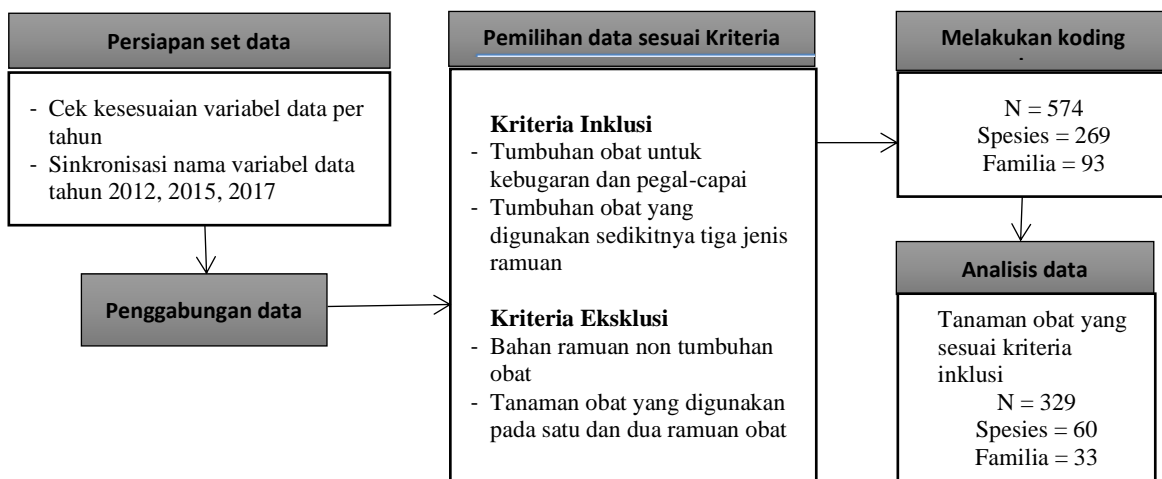 Persiapan set data
- Cek kesesuaian variabel data per
tahun
- Sinkronisasi nama variabel data
tahun 2012, 2015, 2017
Penggabungan data
Pemilihan data sesuai Kriteria
Kriteria Inklusi
- Tumbuhan obat untuk
kebugaran dan pegal-capai
- Tumbuhan obat yang
digunakan sedikitnya tiga jenis
ramuan
Kriteria Eksklusi
- Bahan ramuan non tumbuhan
obat
- Tanaman obat yang digunakan
pada satu dan dua ramuan obat
Melakukan koding
N = 574
Spesies = 269
Familia = 93
Analisis data
Tanaman obat yang
sesuai kriteria
inklusi
N = 329
Spesies = 60
Familia = 33